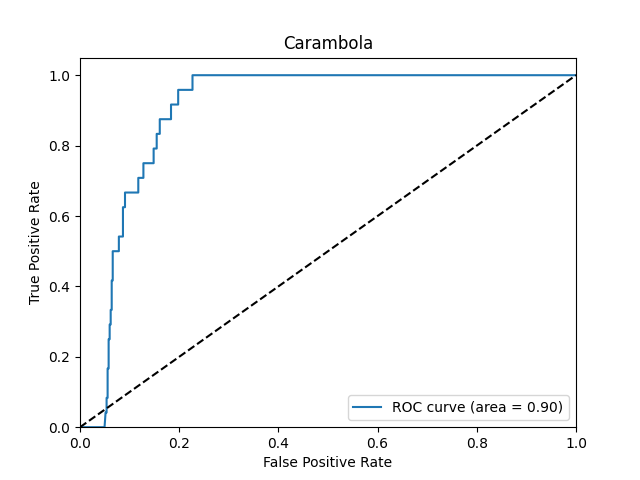 Carambola
True Positive Rate
1.0
0.8
0.6
0.4
0.2
0.0
ROC curve (area = 0.90)
0.0 0.2 0.4 0.6 0.8 1.0
False Positive Rate